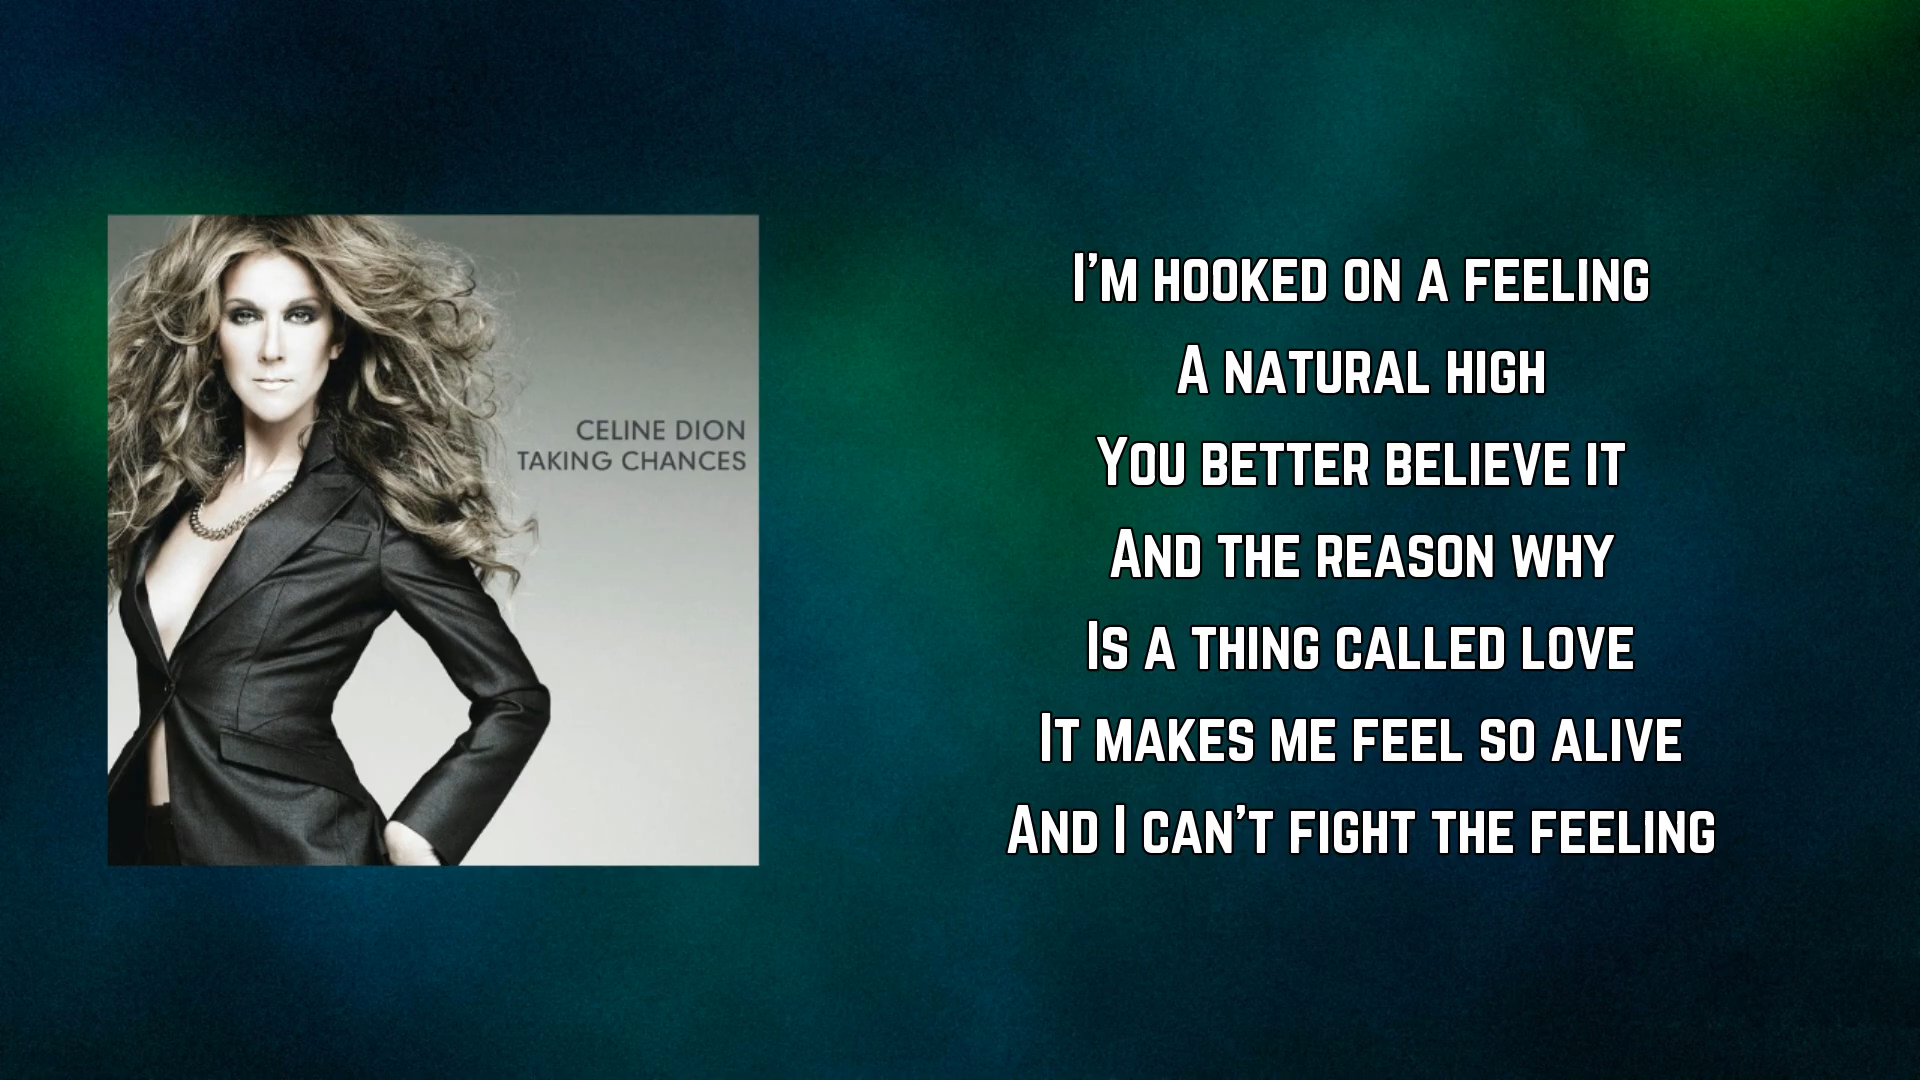 CELINE DION
TAKING CHANCES
I'm hooked on a feeling
A natural high
You better believe it
And the reason why
Is a thing called love
It makes me feel so alive
And I can't fight the feeling